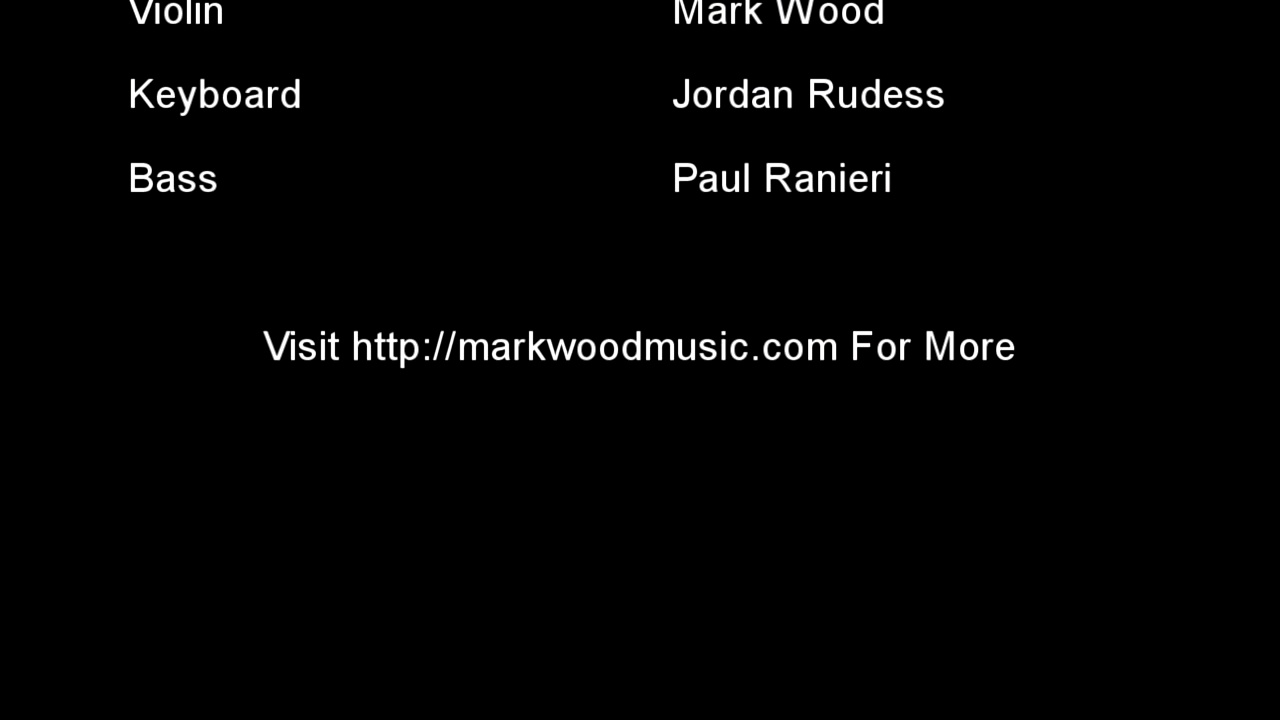 Violin Mark Wood
Keyboard Jordan Rudess
Bass Paul Ranieri
Visit http://markwoodmusic.com For More